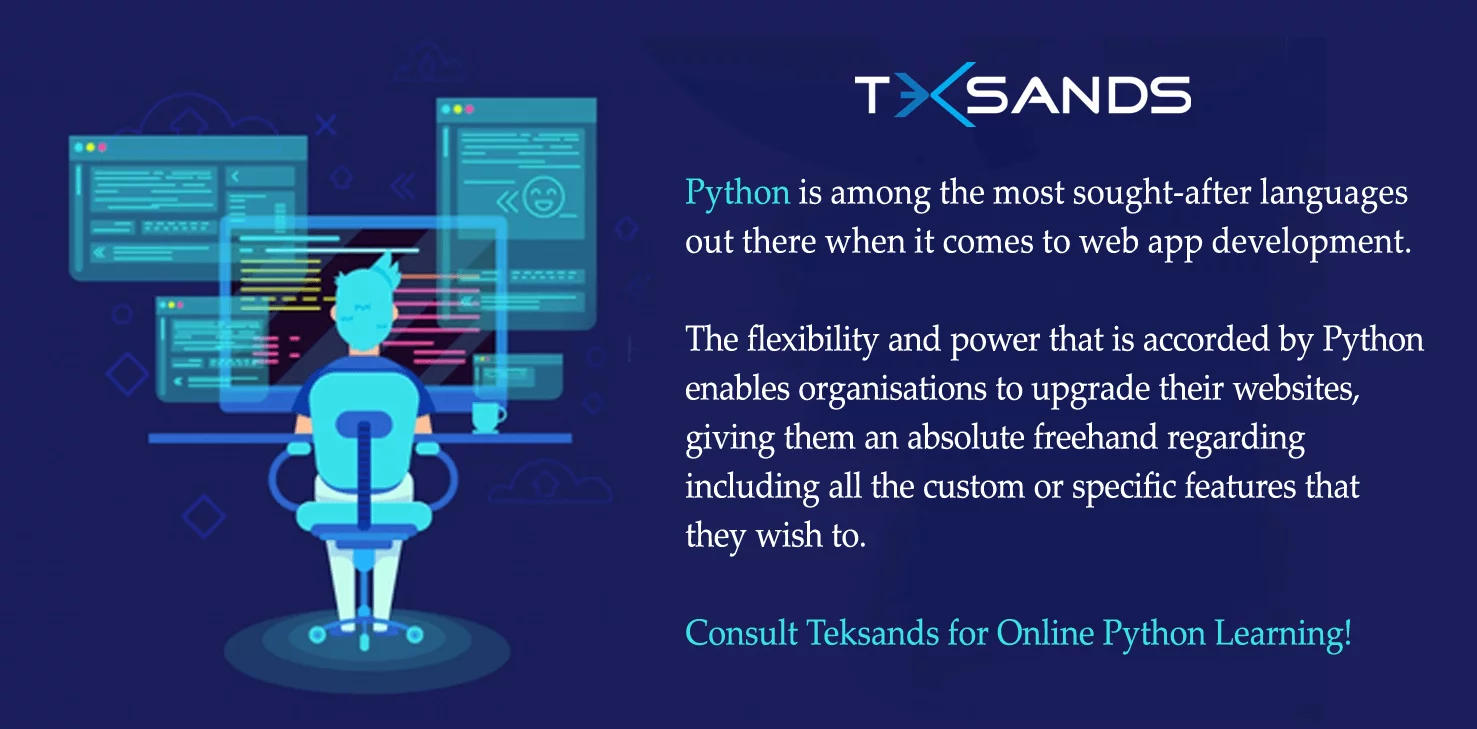 TEKSANDS
Python is among the most sought-after languages
out there when it comes to web app development.
The flexibility and power that is accorded by Python
enables organisations to upgrade their websites,
giving them an absolute freehand regarding
including all the custom or specific features that
they wish to.
Consult Teksands for Online Python Learning!